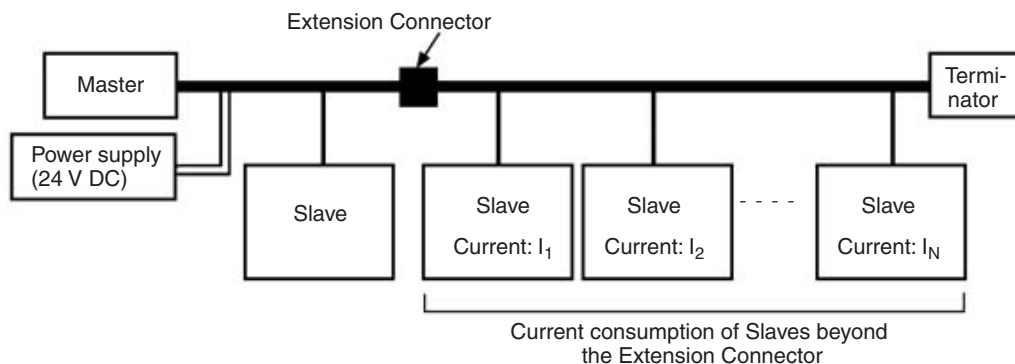 Extension Connector
Master
Termi-
nator
Power supply
(24 V DC)
Slave
Slave
Current: I1
Slave
Current: I2
Slave
Current: IN
Current consumption of Slaves beyond
the Extension Connector